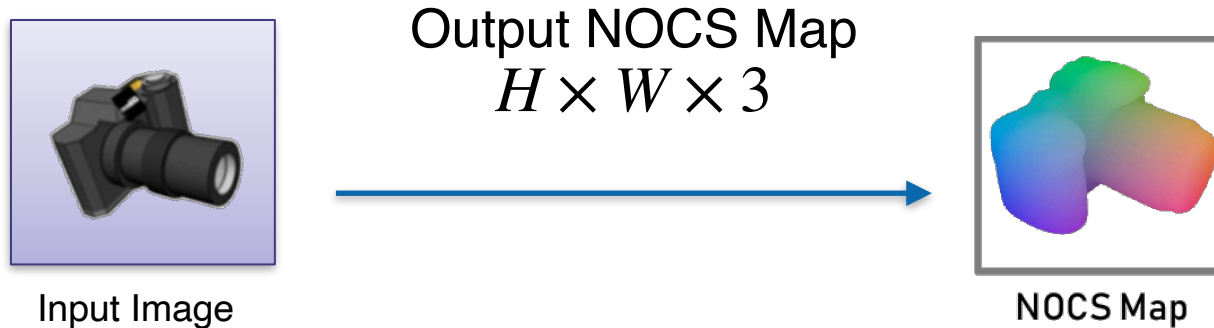 Output NOCS Map
H × W × 3
Input Image
NOCS Map